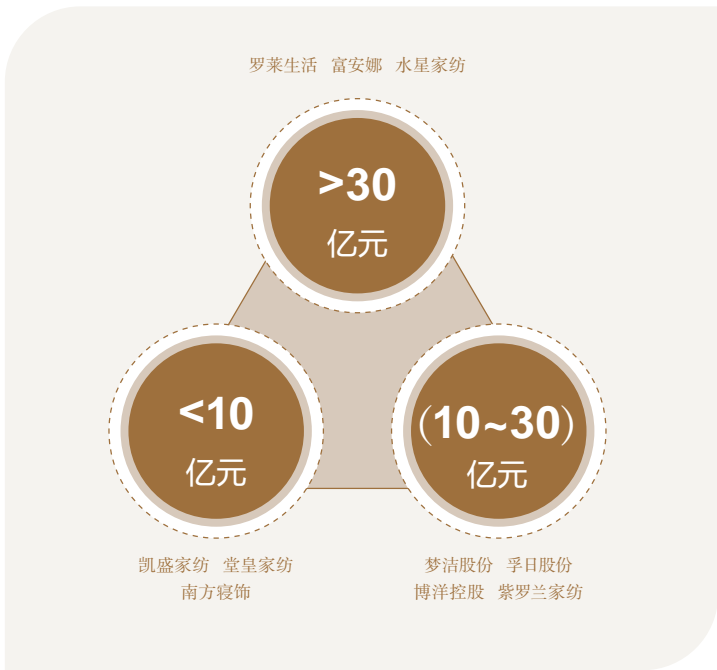 罗莱生活 富安娜 水星家纺
>30
亿元
<10
亿元
(10~30)
亿元
凯盛家纺 堂皇家纺
南方寝饰
梦洁股份 孚日股份
博洋控股 紫罗兰家纺